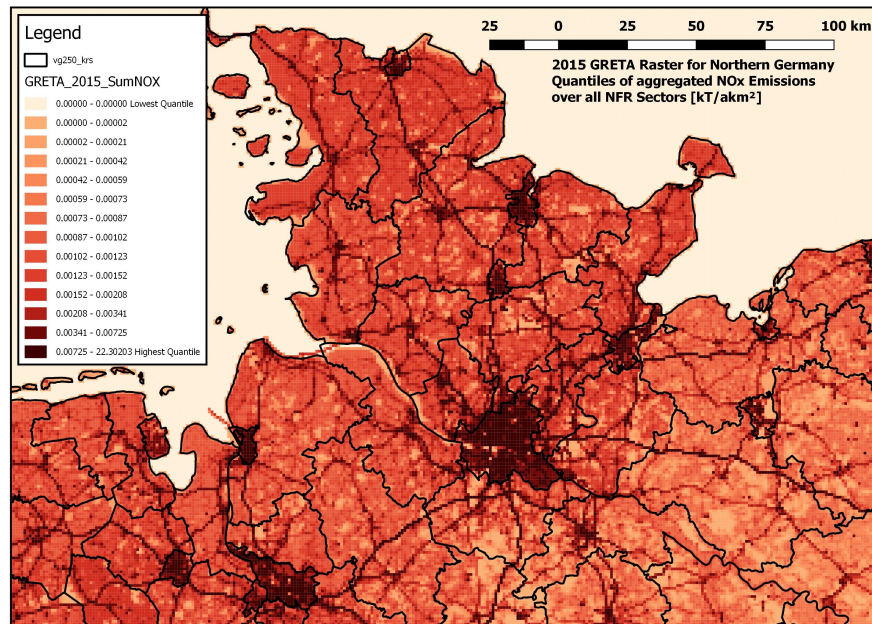 Legend
vg250_krs
GRETA_2015_SumNOX
0.00000 - 0.00000 Lowest Quantile
0.00000 - 0.00002
0.00002 - 0.00021
0.00021 - 0.00042
0.00042 - 0.00059
0.00059 - 0.00073
0.00073 - 0.00087
0.00087 - 0.00102
0.00102 - 0.00123
0.00123 - 0.00152
0.00152 - 0.00208
0.00208 - 0.00341
0.00341 - 0.00725
0.00725 - 22.30203 Highest Quantile
25 0 25 50 75 100 km
2015 GRETA Raster for Northern Germany
Quantiles of aggregated NOx Emissions
over all NFR Sectors [kT/akm²]